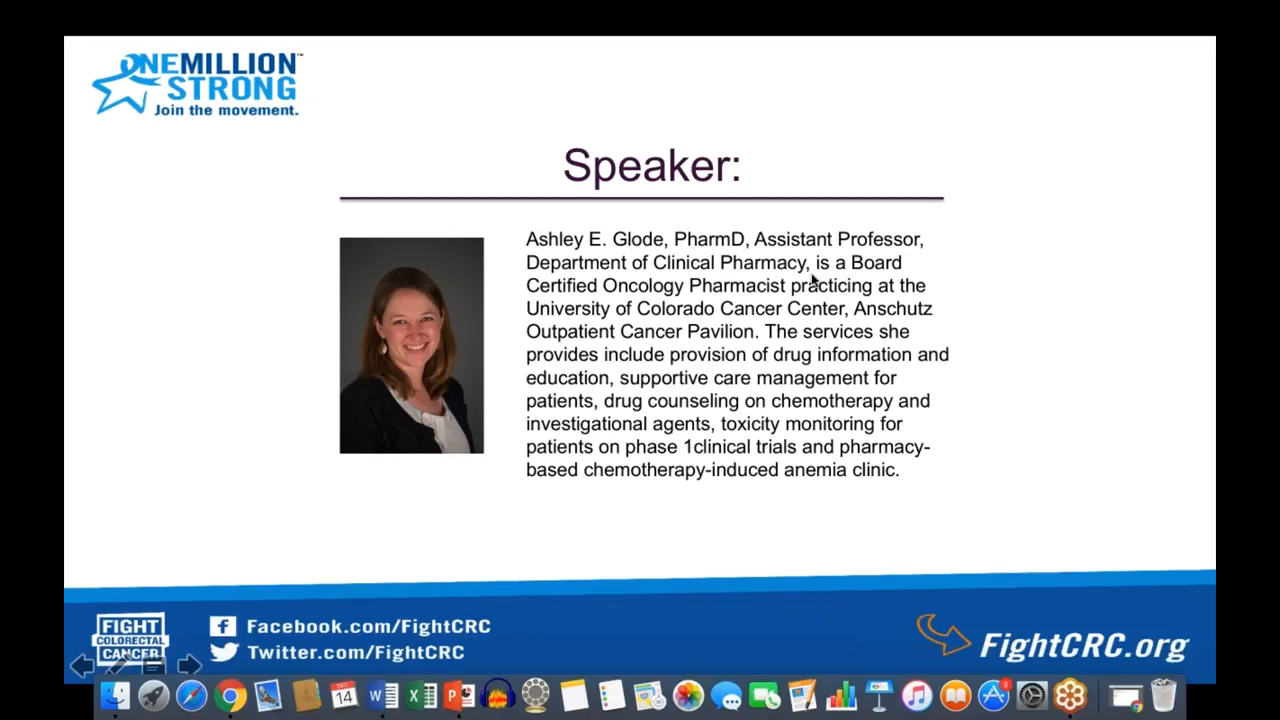 ONEMILLION™
STRONG
Join the movement.
Speaker:
Ashley E. Glode, PharmD, Assistant Professor,
Department of Clinical Pharmacy, is a Board
Certified Oncology Pharmacist practicing at the
University of Colorado Cancer Center, Anschutz
Outpatient Cancer Pavilion. The services she
provides include provision of drug information and
education, supportive care management for
patients, drug counseling on chemotherapy and
investigational agents, toxicity monitoring for
patients on phase 1clinical trials and pharmacy-
based chemotherapy-induced anemia clinic.
FIGHT
COLORECTAL
CANCER
Facebook.com/FightCRC
Twitter.com/FightCRC
FightCRC.org
DEC
14